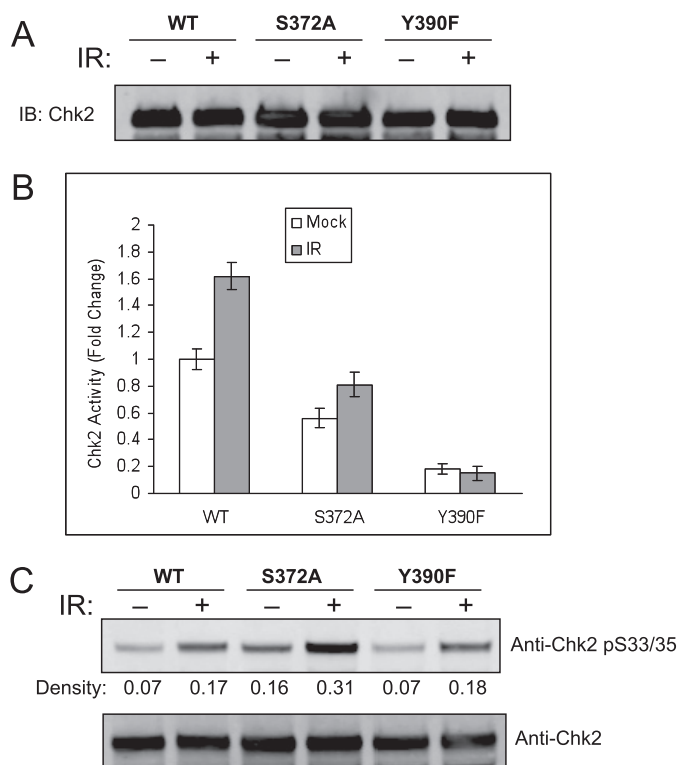 A
WT S372A Y390F
IR: – + – + – +
IB: Chk2
B
Mock
IR
Chk2 Activity (Fold Change)
2
1.8
1.6
1.4
1.2
1
0.8
0.6
0.4
0.2
0
WT S372A Y390F
C
WT S372A Y390F
IR: – + – + – +
Anti-Chk2 pS33/35
Density: 0.07 0.17 0.16 0.31 0.07 0.18
Anti-Chk2